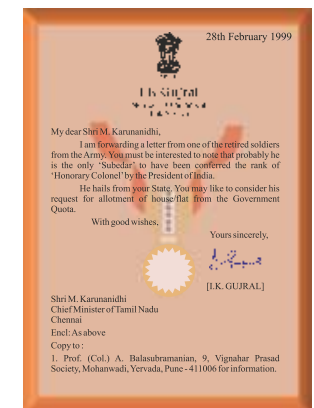 28th February 1999
My dear Shri M. Karunanidhi,
I am forwarding a letter from one of the retired soldiers
from the Army. You must be interested to note that probably he
is the only ‘Subedar’ to have been conferred the rank of
‘Honorary Colonel’ by the President of India.
He hails from your State. You may like to consider his
request for allotment of house/flat from the Government
Quota.
With good wishes,
Yours sincerely,
[I.K. GUJRAL]
Shri M. Karunanidhi
Chief Minister of Tamil Nadu
Chennai
Encl: As above
Copy to :
1. Prof. (Col.) A. Balasubramanian, 9, Vignahar Prasad
Society, Mohanwadi, Yervada, Pune - 411006 for information.